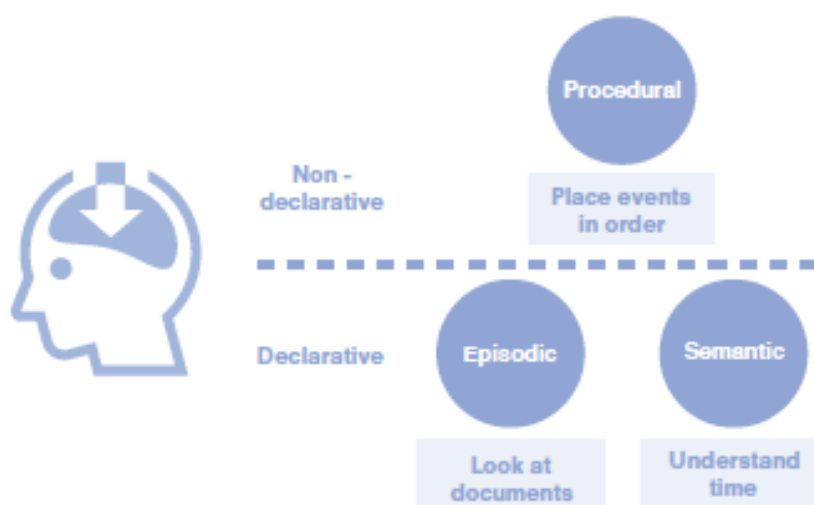 Procedural
Non -
declarative
Place events
in order
Declarative
Episodic
Semantic
Look at
documents
Understand
time